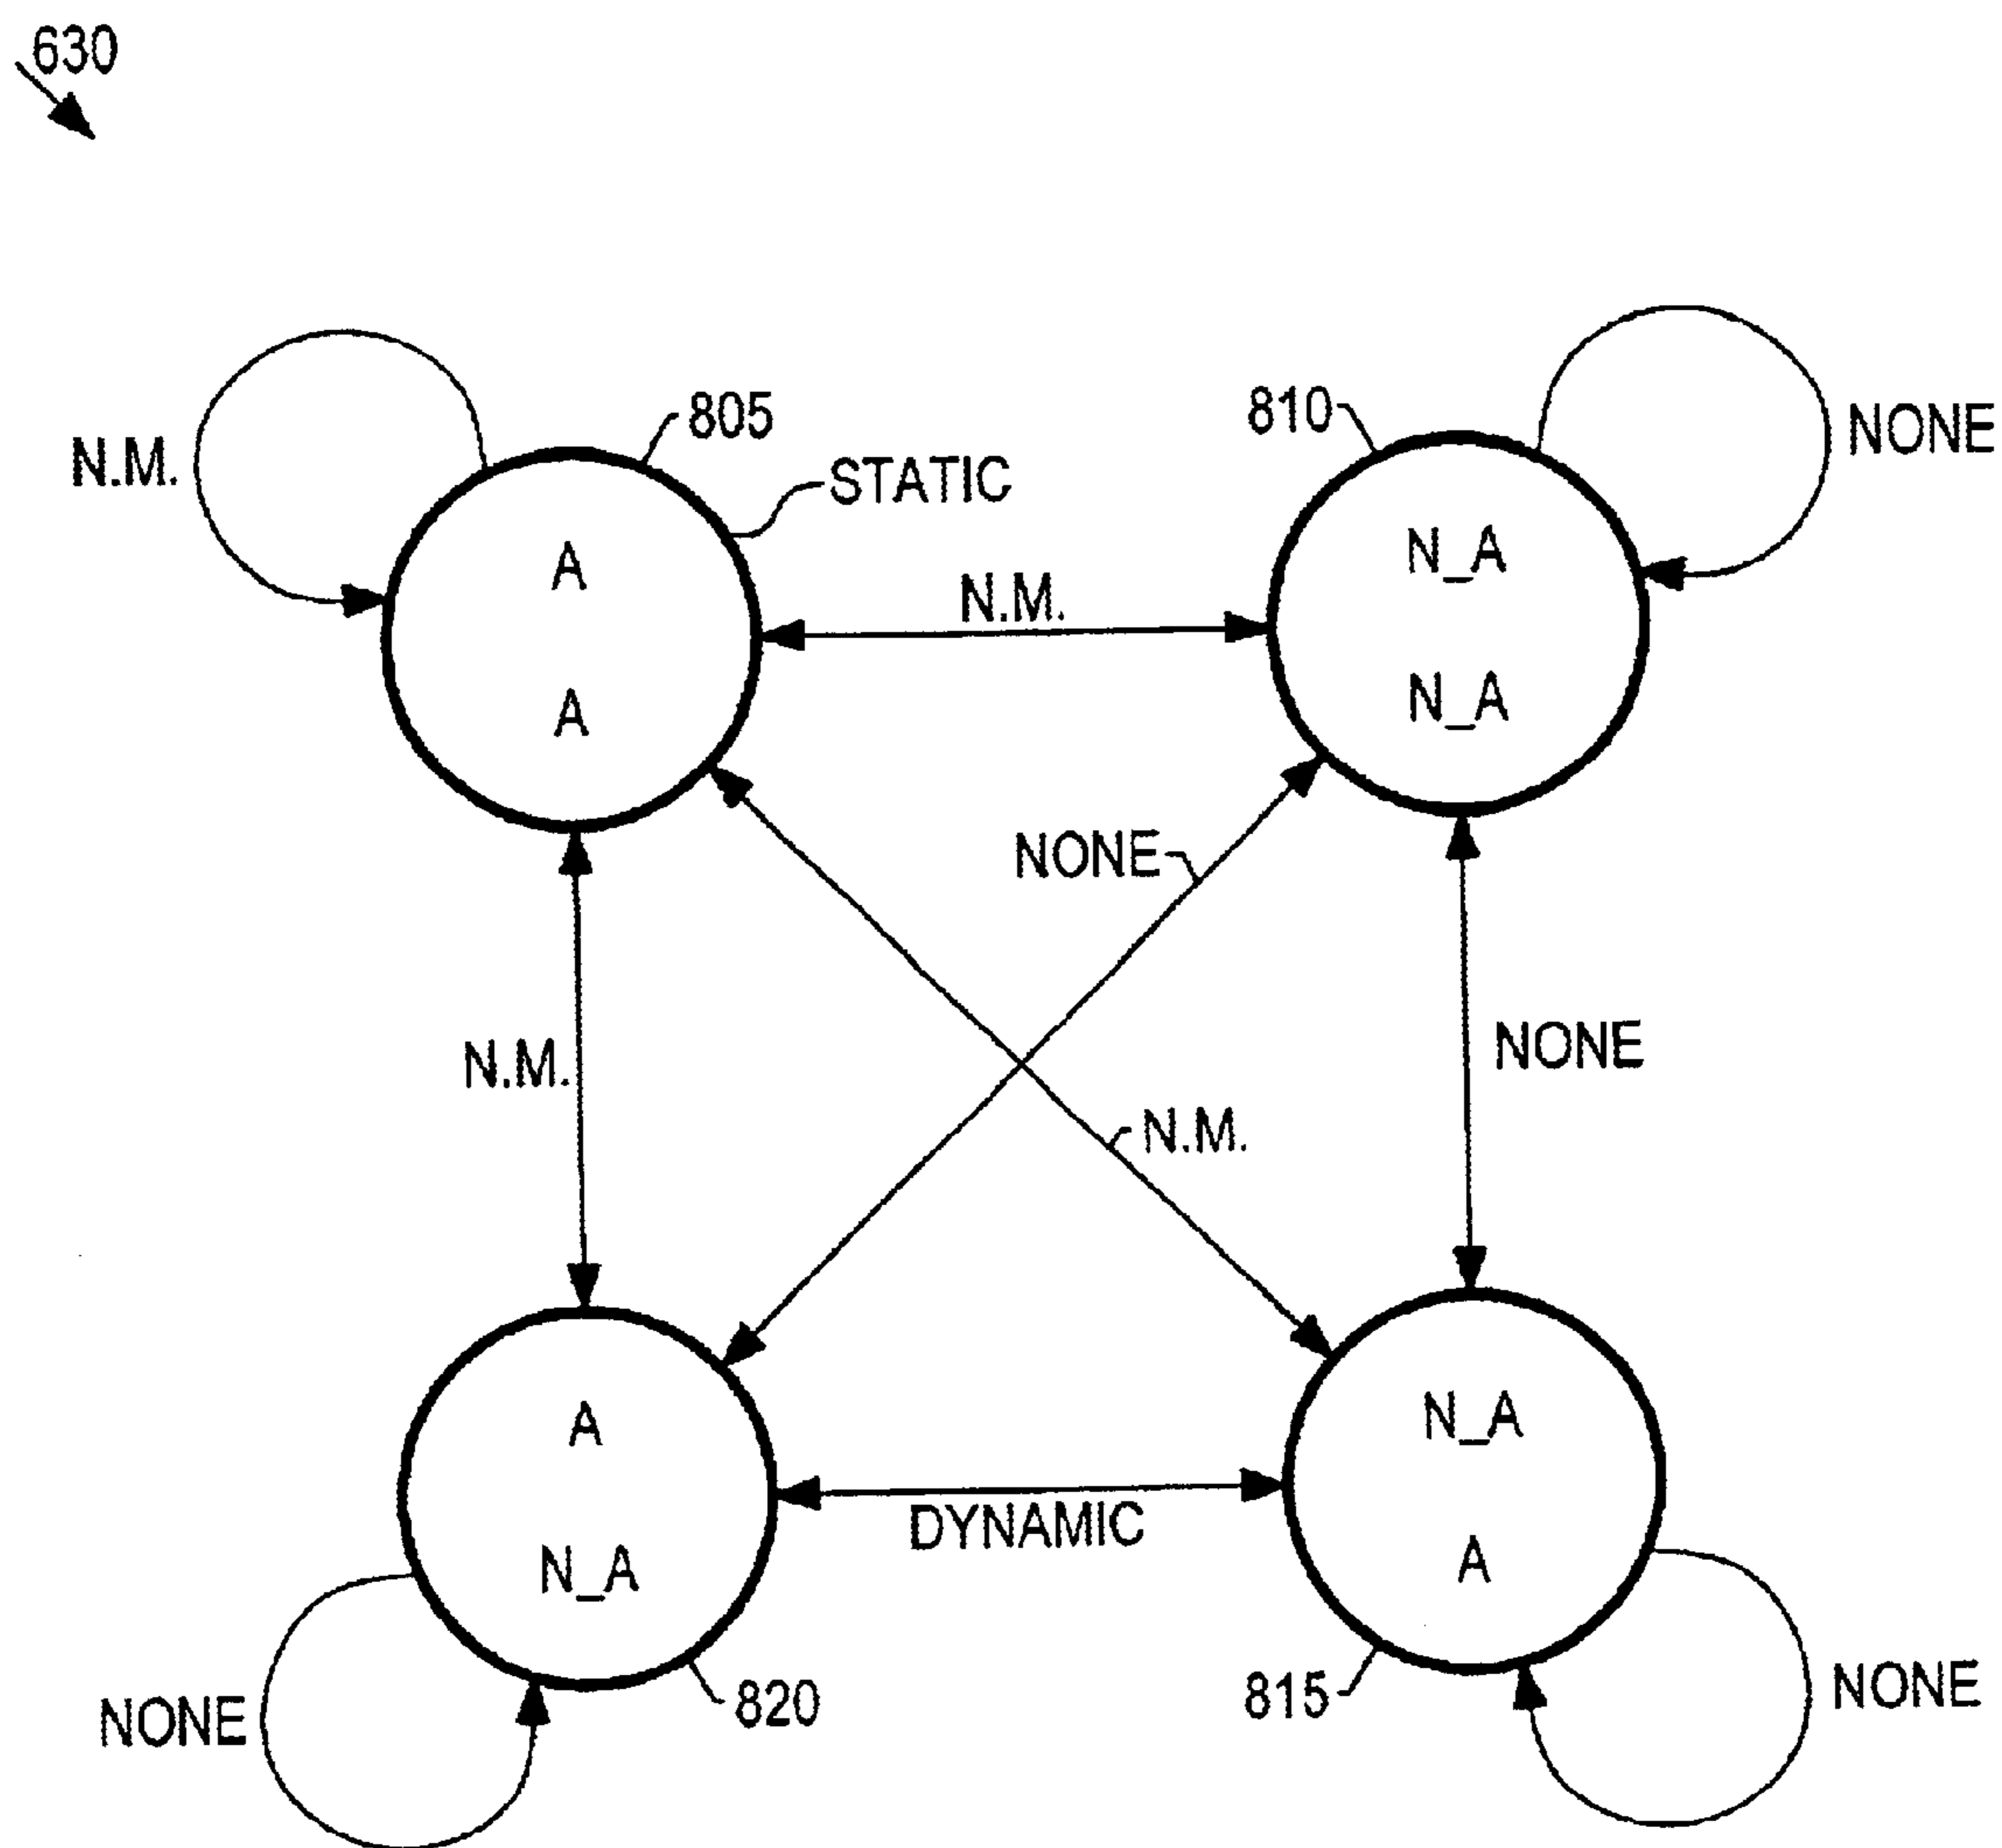 630
805
810
NONE
N.M.
STATIC
A
N_A
N.M.
A
N_A
NONE
N.M.
NONE
N.M.
A
N_A
DYNAMIC
N_A
A
NONE
820
815
NONE